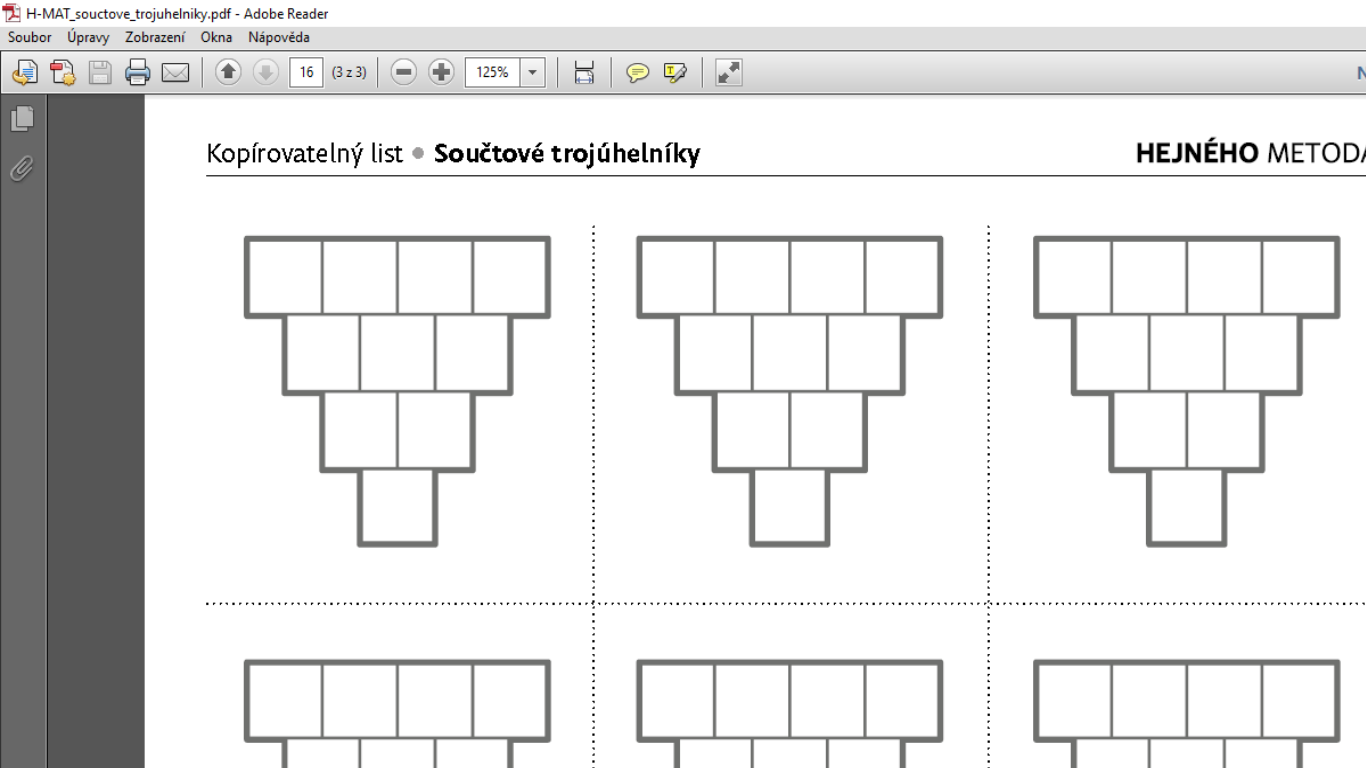 H-MAT_souctove_trojuhelniky.pdf - Adobe Reader
Soubor Úpravy Zobrazení Okna Nápověda
16 (3 z 3) 125%
Kopírovatelný list • Součtové trojúhelníky HEJNÉHO METODA